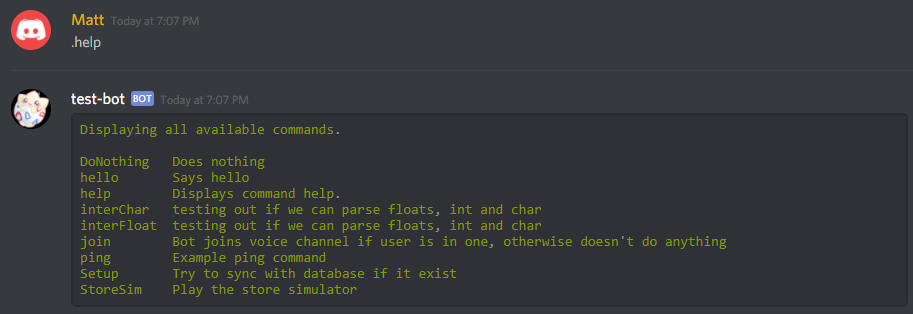 Matt Today at 7:07 PM
.help
test-bot BOT Today at 7:07 PM
Displaying all available commands.
DoNothing Does nothing
hello Says hello
help Displays command help.
interChar testing out if we can parse floats, int and char
interFloat testing out if we can parse floats, int and char
join Bot joins voice channel if user is in one, otherwise doesn't do anything
ping Example ping command
Setup Try to sync with database if it exist
StoreSim Play the store simulator